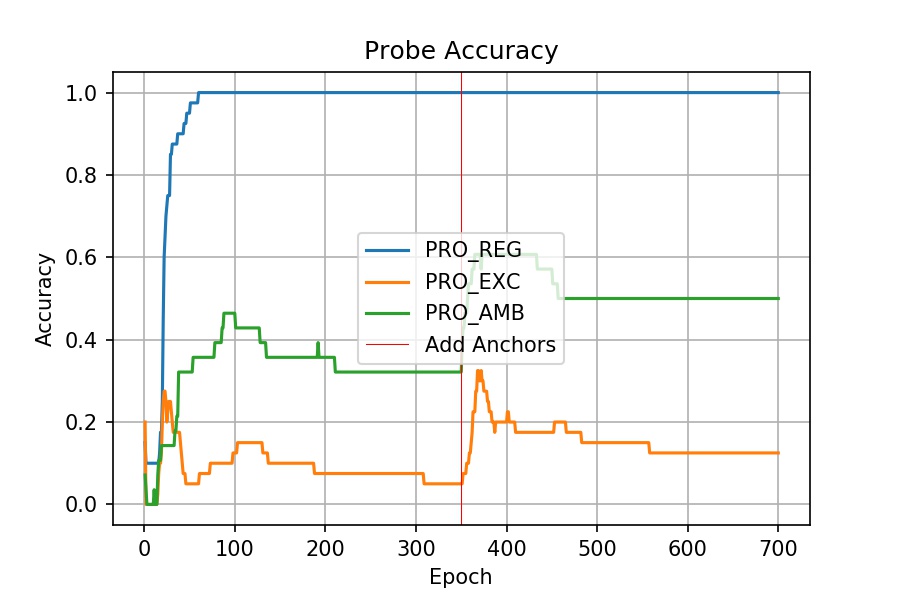 Probe Accuracy
Accuracy
1.0
0.8
0.6
0.4
0.2
0.0
PRO_REG
PRO_EXC
PRO_AMB
Add Anchors
0 100 200 300 400 500 600 700
Epoch